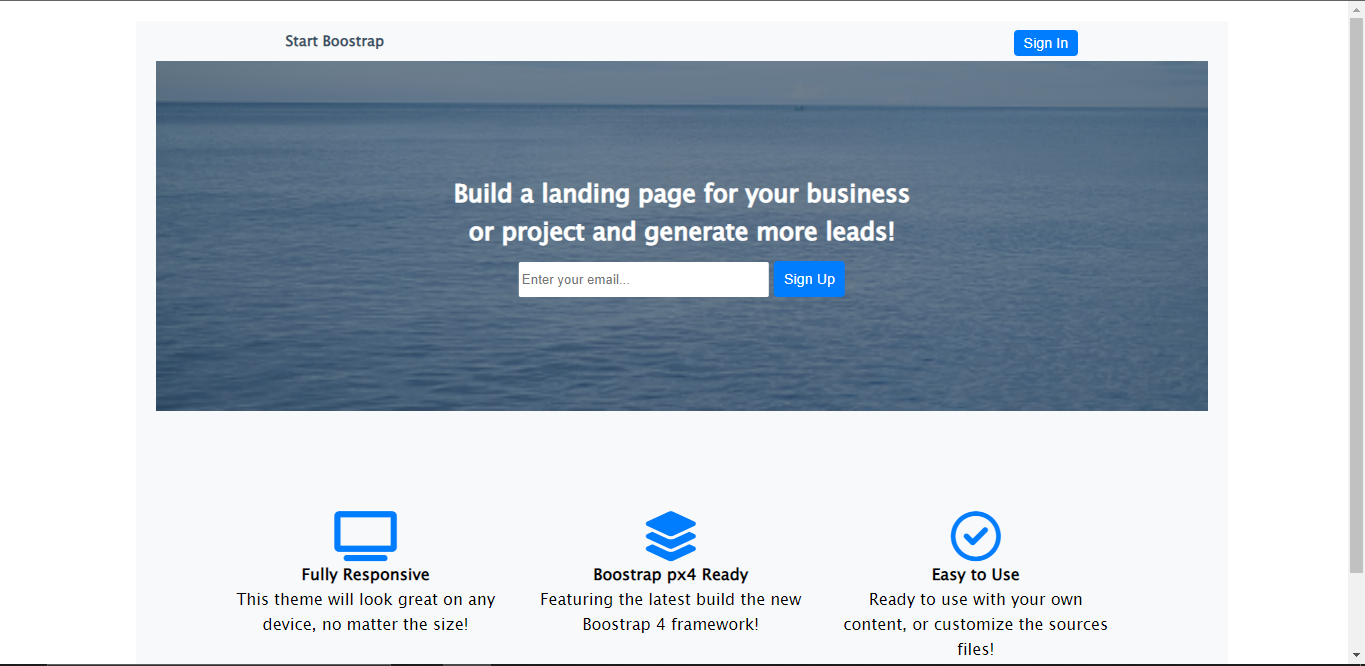 Start Boostrap
Sign In
Build a landing page for your business
or project and generate more leads!
Enter your email...
Sign Up
Fully Responsive
This theme will look great on any
device, no matter the size!
Boostrap px4 Ready
Featuring the latest build the new
Boostrap 4 framework!
Easy to Use
Ready to use with your own
content, or customize the sources
files!